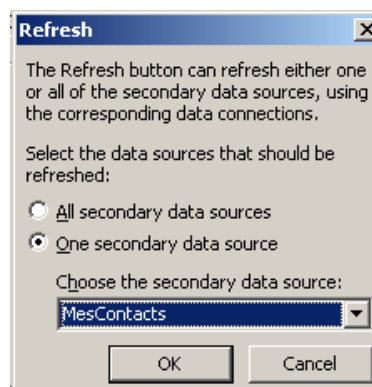 Refresh
The Refresh button can refresh either one
or all of the secondary data sources, using
the corresponding data connections.
Select the data sources that should be
refreshed:
All secondary data sources
One secondary data source
Choose the secondary data source:
MesContacts
OK
Cancel